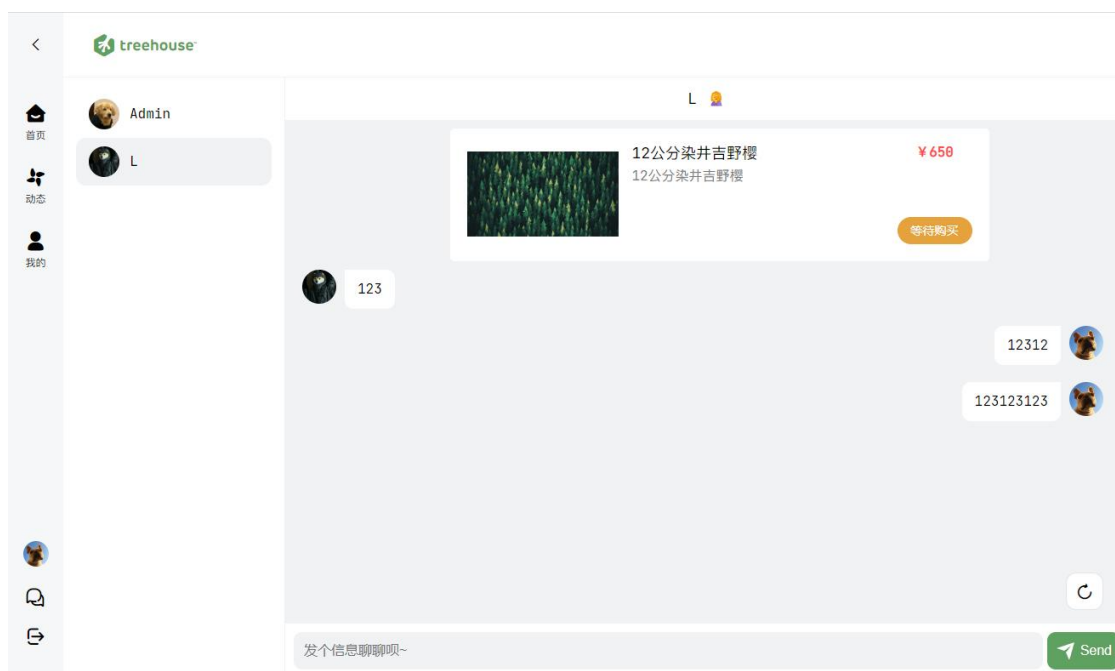 treehouse
首页
动态
我的
Admin
L
L
12公分染井吉野樱
¥650
12公分染井吉野樱
等待购买
123
12312
123123123
发个信息聊聊呗~
Send